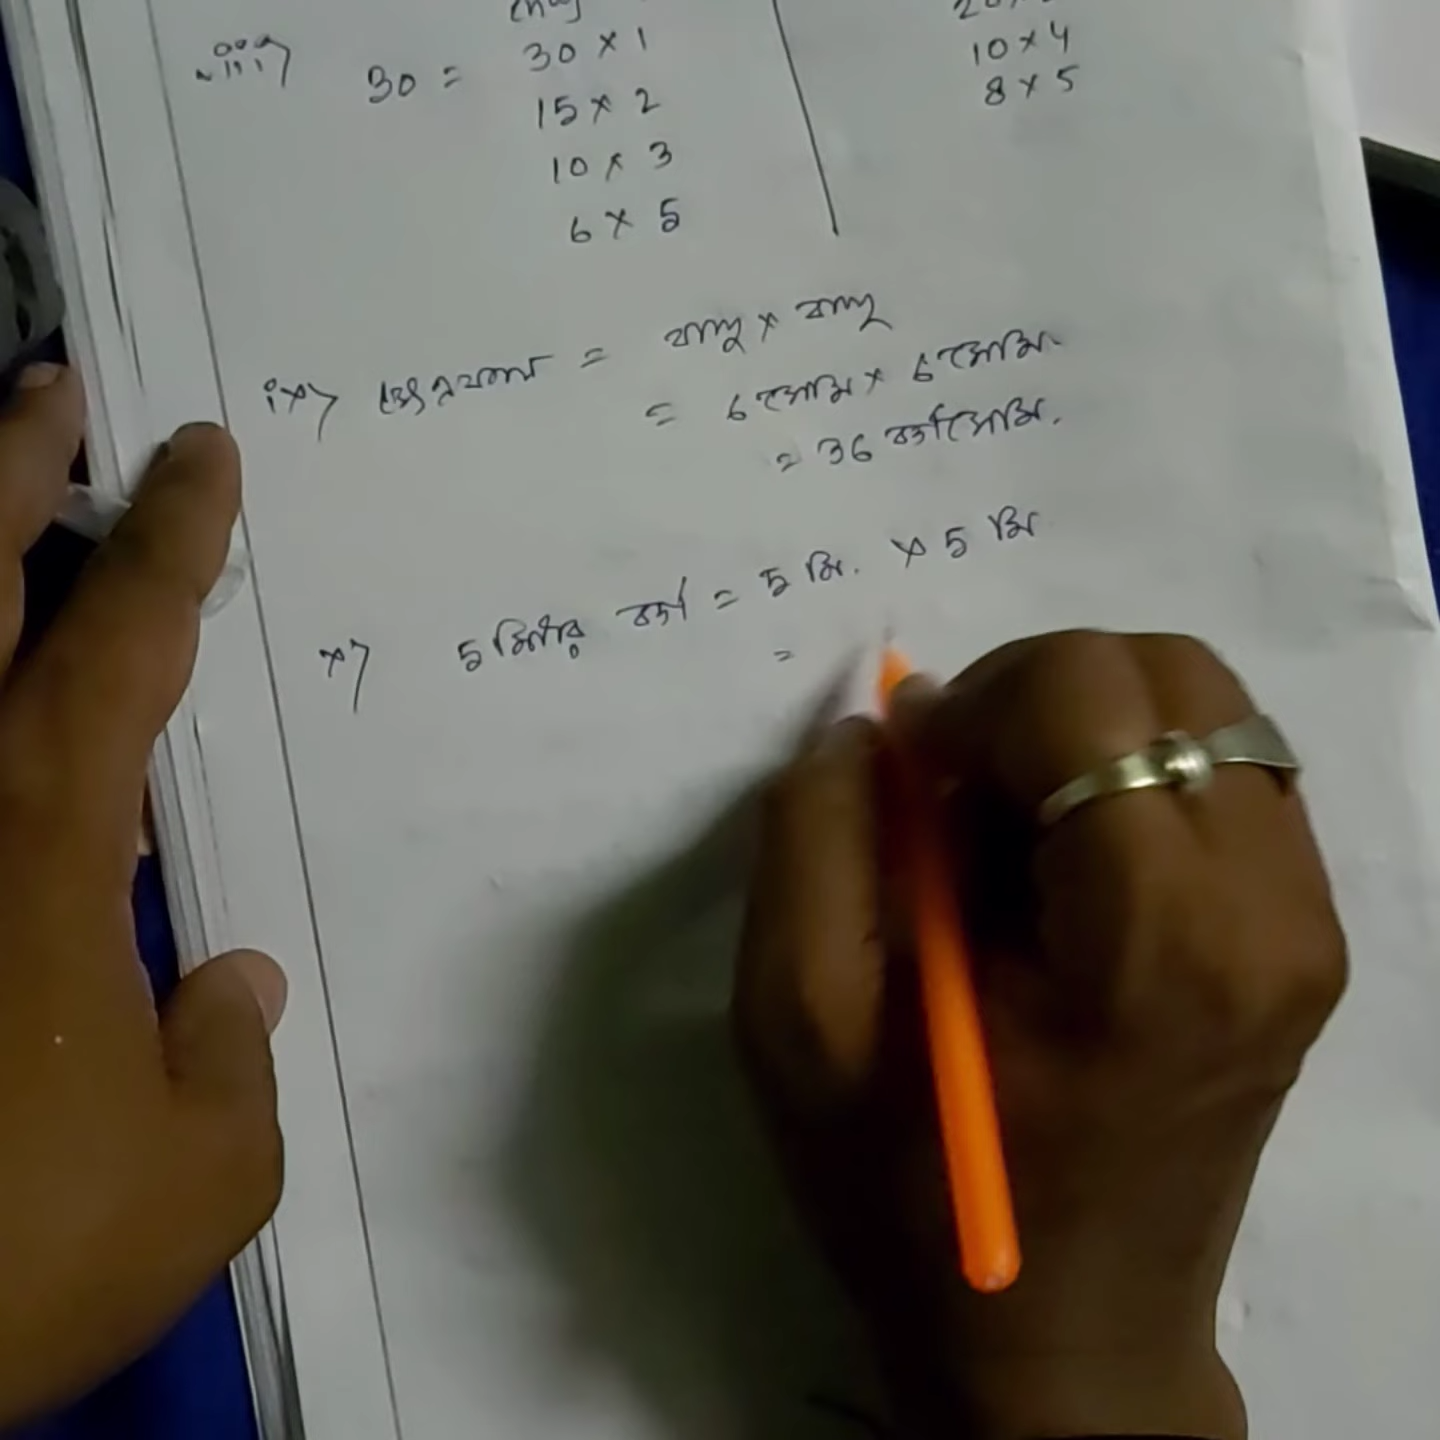 viii)
30 = 30 × 1
15 × 2
10 × 3
6 × 5
10 × 4
8 × 5
ix) ক্ষেত্রফল = বাহু × বাহু
= 6 সেমি × 6 সেমি.
= 36 বর্গসেমি.
x) 5 মিটার বর্গ = 5 মি. × 5 মি
=